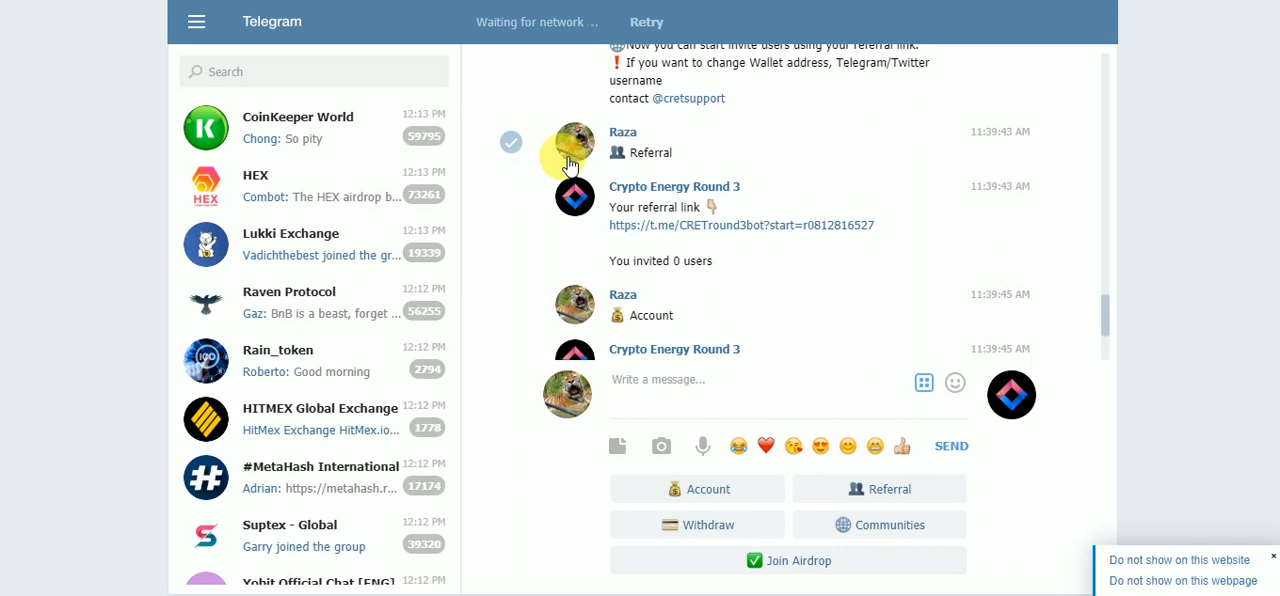 Telegram
Waiting for network ...
Retry
Search
CoinKeeper World
12:13 PM
Chong: So pity
59795
HEX
12:13 PM
Combot: The HEX airdrop b...
73261
Lukki Exchange
12:13 PM
Vadichthebest joined the gr...
19339
Raven Protocol
12:12 PM
Gaz: BnB is a beast, forget ...
56255
Rain_token
12:12 PM
Roberto: Good morning
2794
HITMEX Global Exchange
12:12 PM
HitMex Exchange HitMex.io...
1778
#MetaHash International
12:12 PM
Adrian: https://metahash.r...
17174
Suptex - Global
12:12 PM
Garry joined the group
39320
Yobit Official Chat [ENG]
12:12 PM
Now you can start invite users using your referral link.
❗ If you want to change Wallet address, Telegram/Twitter
username
contact @cretsupport
Raza
11:39:43 AM
👥 Referral
Crypto Energy Round 3
11:39:43 AM
Your referral link 👇🏼
https://t.me/CRETround3bot?start=r0812816527
You invited 0 users
Raza
11:39:45 AM
💰 Account
Crypto Energy Round 3
11:39:45 AM
Write a message...
SEND
💰 Account
👥 Referral
💳 Withdraw
🌐 Communities
✅ Join Airdrop
Do not show on this website
Do not show on this webpage